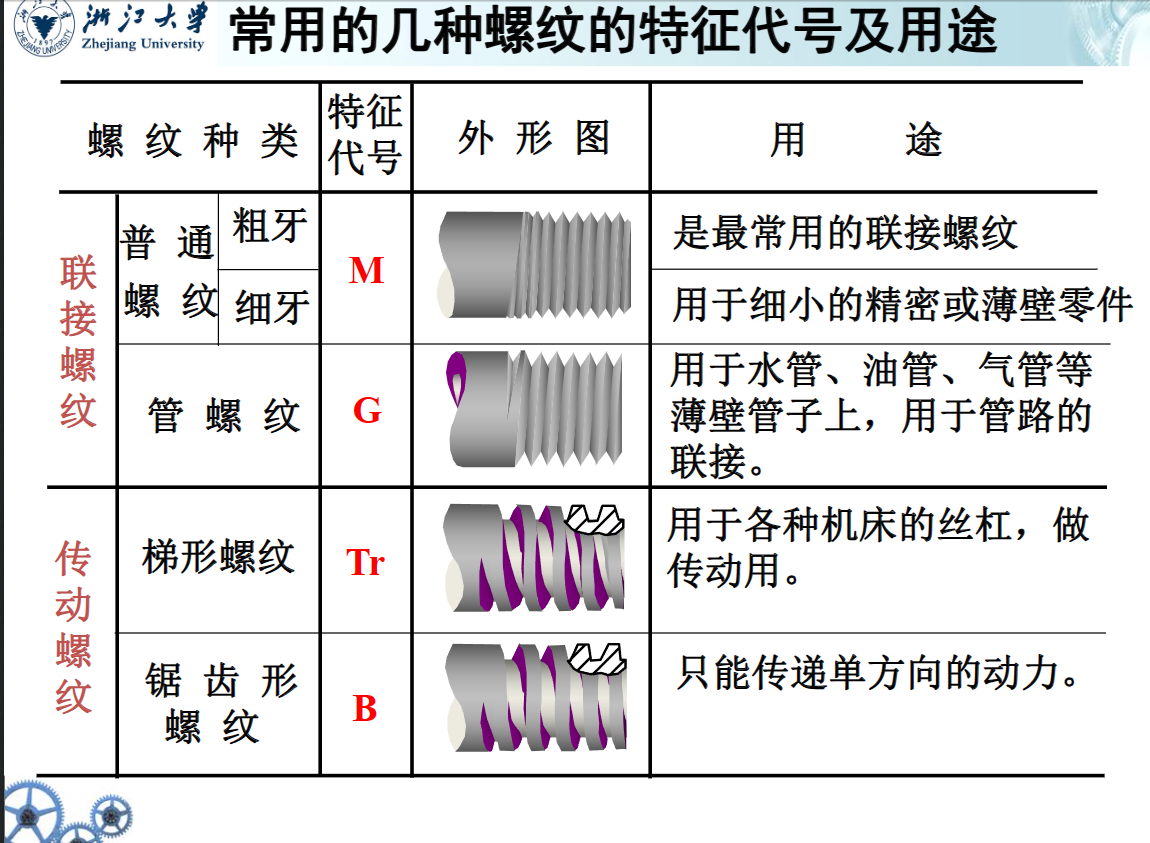 浙江大学
Zhejiang University
常用的几种螺纹的特征代号及用途
螺纹种类
特征
代号
外形图
用途
联接螺纹
普通
螺纹
粗牙
细牙
M
是最常用的联接螺纹
用于细小的精密或薄壁零件
管螺纹
G
用于水管、油管、气管等
薄壁管子上，用于管路的
联接。
传动螺纹
梯形螺纹
Tr
用于各种机床的丝杠，做
传动用。
锯齿形
螺纹
B
只能传递单方向的动力。